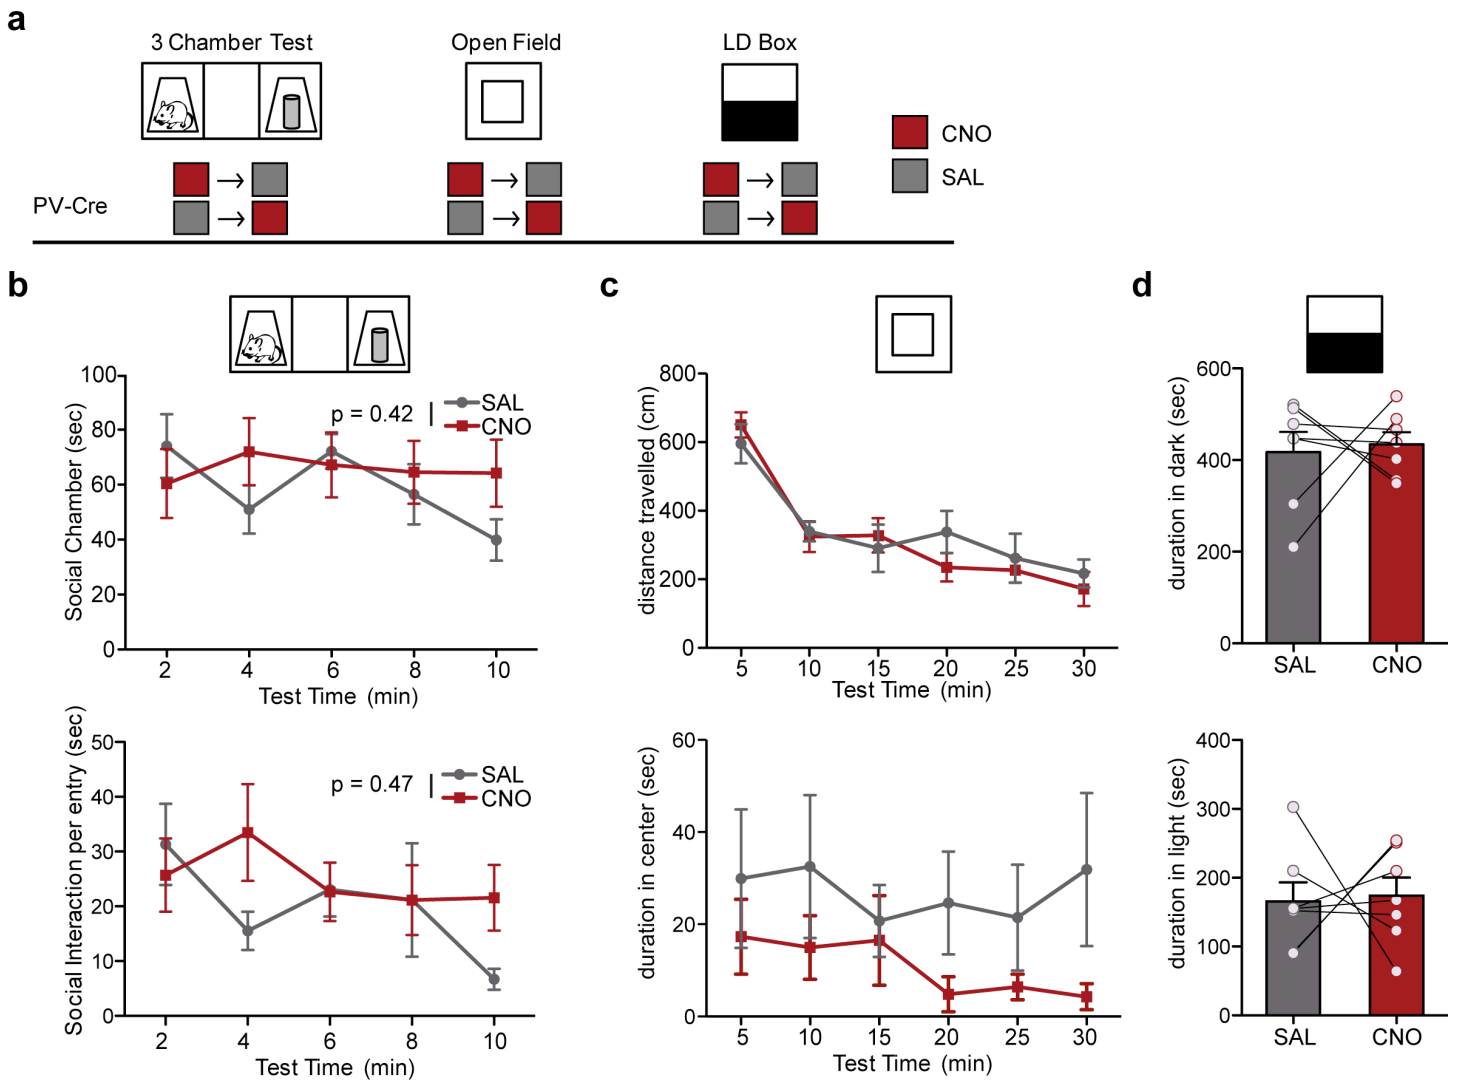 a
3 Chamber Test
Open Field
LD Box
CNO
SAL
PV-Cre
b
Social Chamber (sec)
100
80
60
40
20
0
p = 0.42
SAL
CNO
2 4 6 8 10
Test Time (min)
Social Interaction per entry (sec)
50
40
30
20
10
0
p = 0.47
SAL
CNO
2 4 6 8 10
Test Time (min)
c
distance travelled (cm)
800
600
400
200
0
5 10 15 20 25 30
Test Time (min)
duration in center (sec)
60
40
20
0
5 10 15 20 25 30
Test Time (min)
d
duration in dark (sec)
600
400
200
0
SAL CNO
duration in light (sec)
400
300
200
100
0
SAL CNO